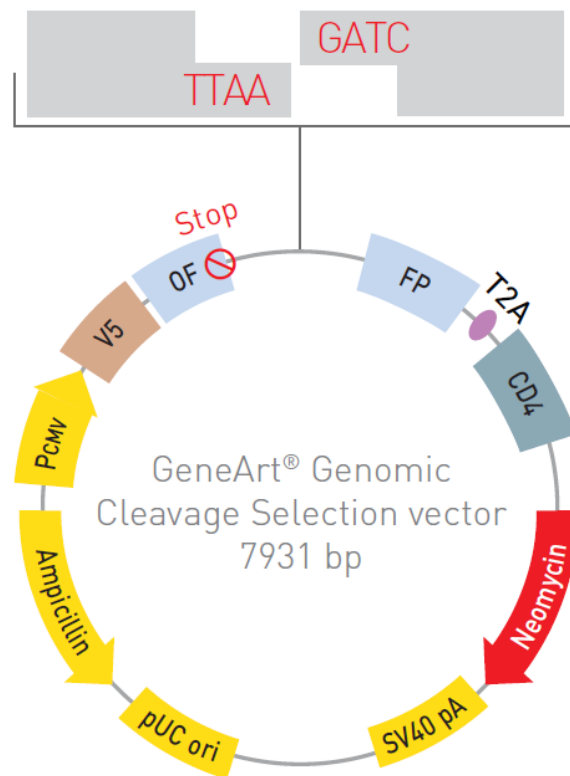 GATC
TTAA
Stop
OF
FP
T2A
V5
CD4
PCMV
GeneArt® Genomic
Cleavage Selection vector
7931 bp
Ampicillin
Neomycin
pUC ori
SV40 pA